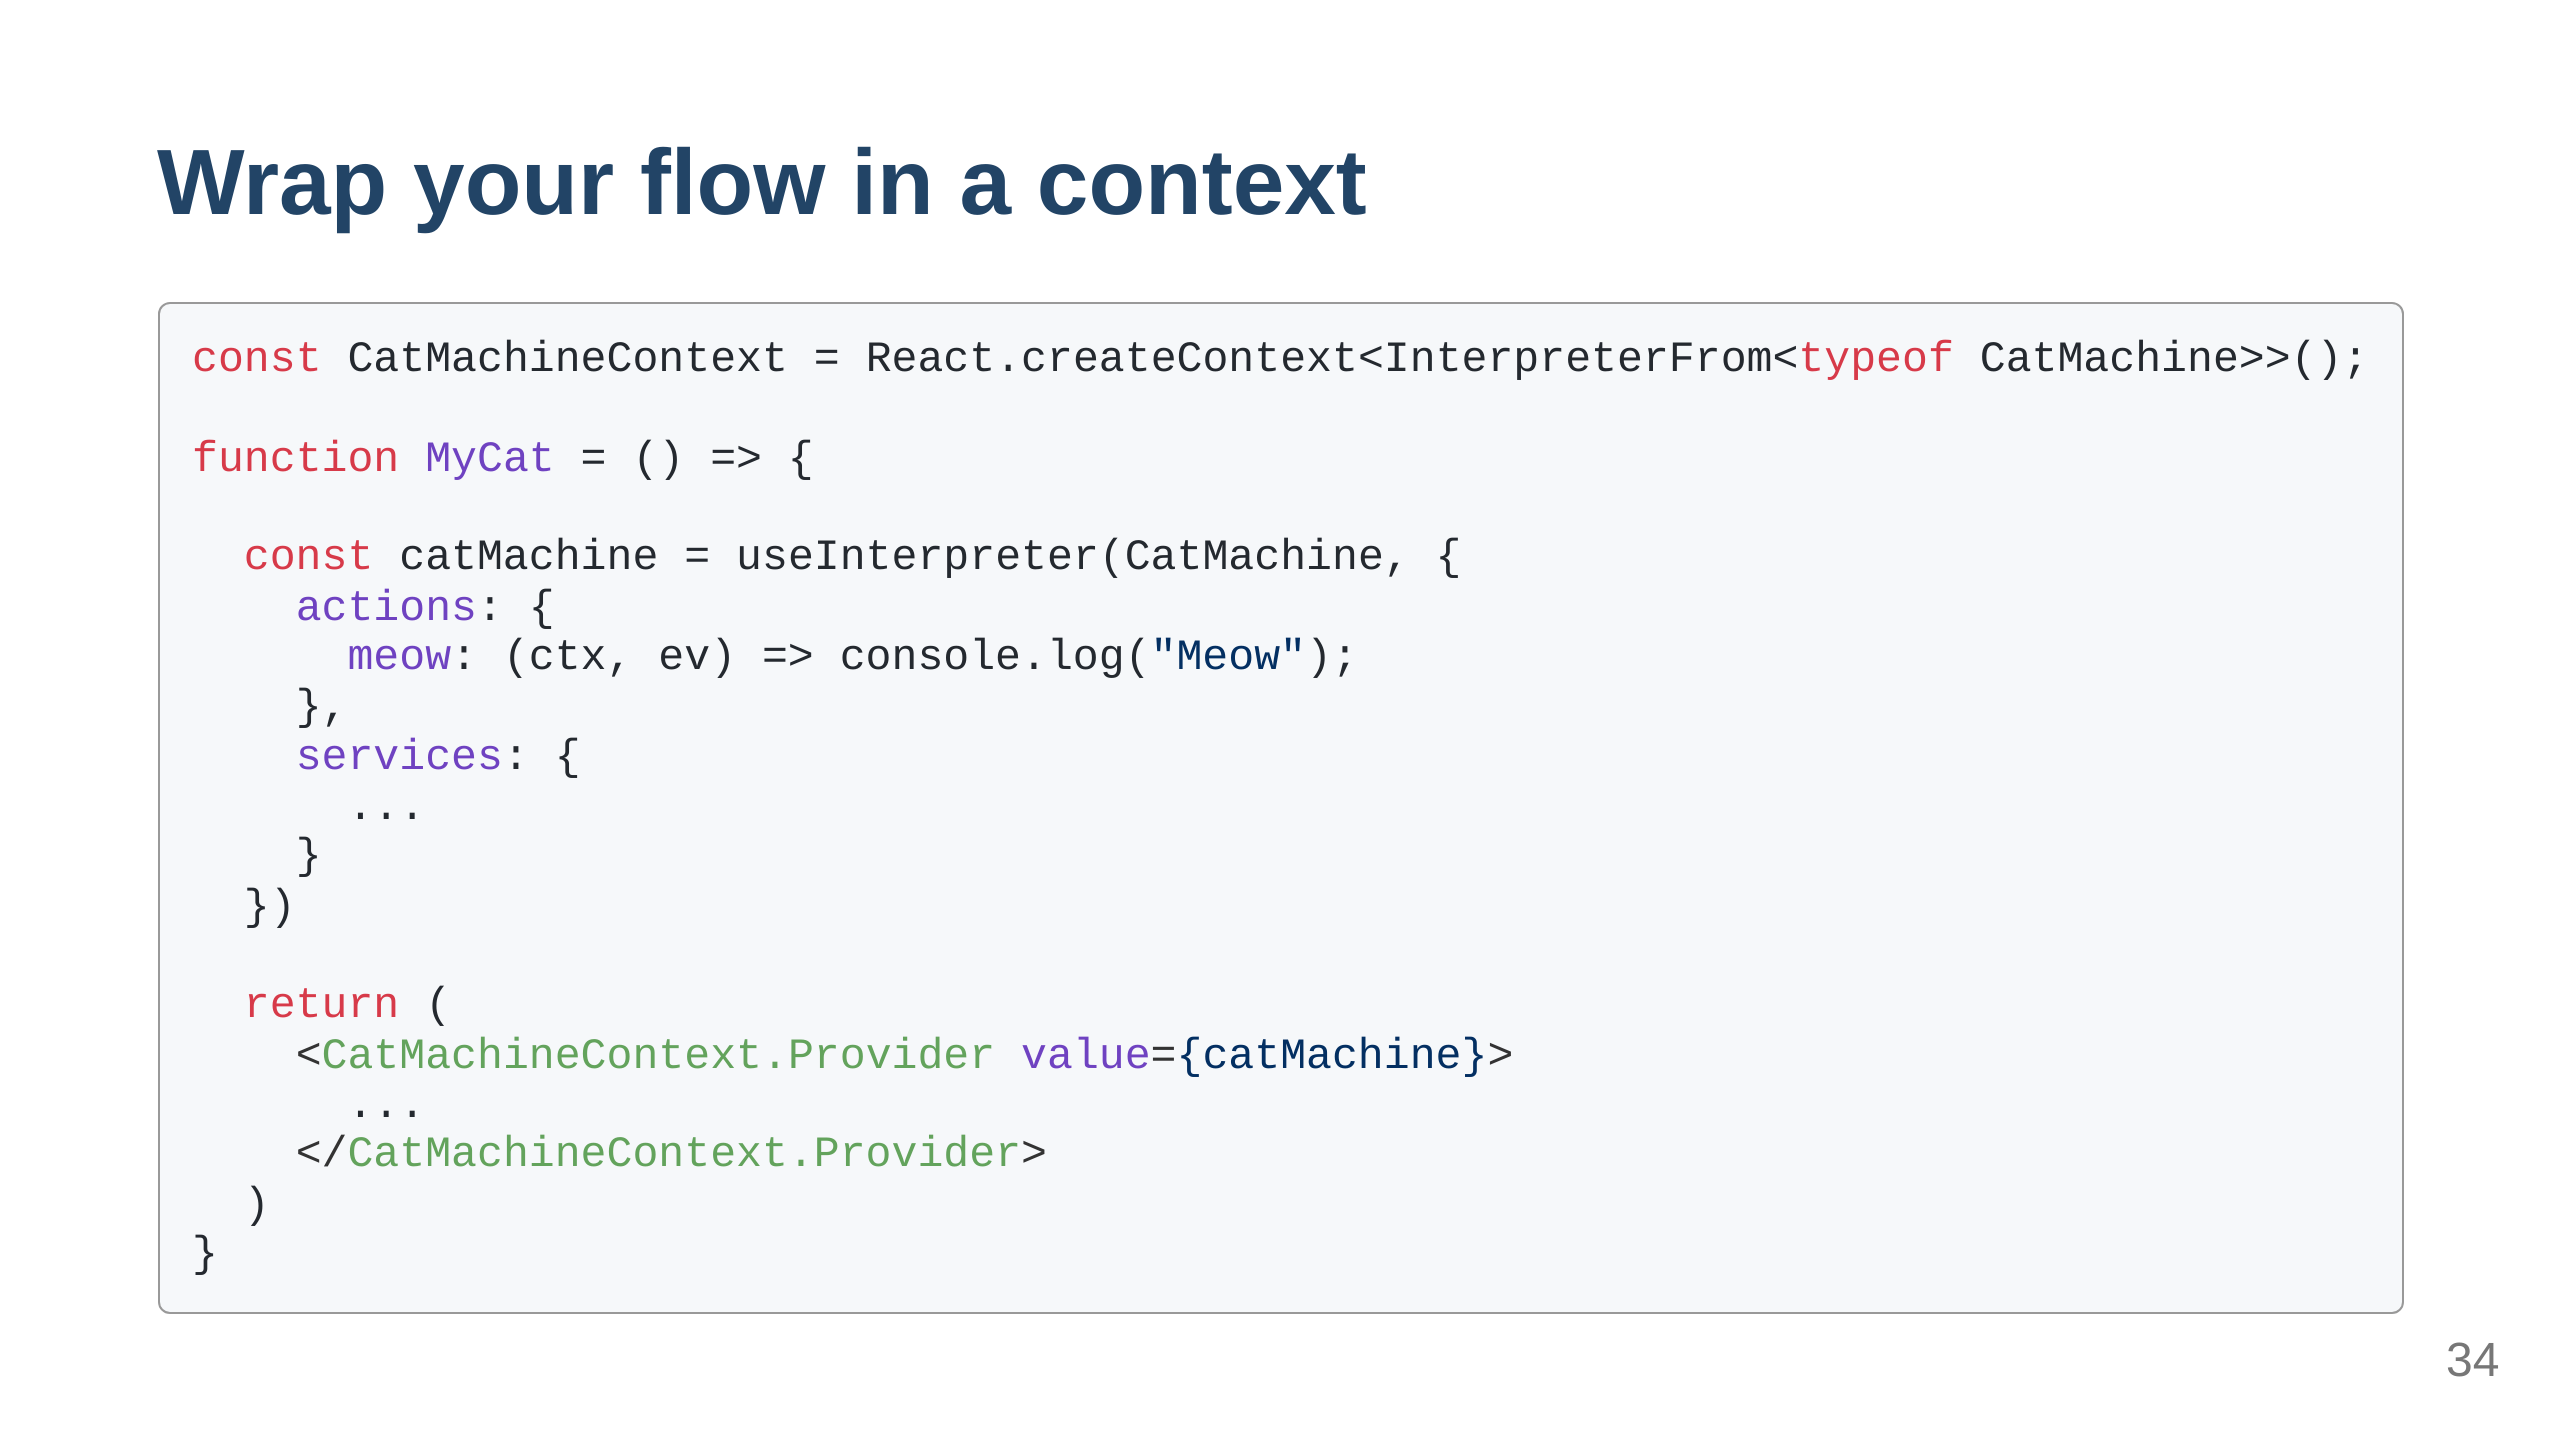 Wrap your flow in a context
const CatMachineContext = React.createContext<InterpreterFrom<typeof CatMachine>>();
function MyCat = () => {
  const catMachine = useInterpreter(CatMachine, {
    actions: {
      meow: (ctx, ev) => console.log("Meow");
    },
    services: {
      ...
    }
  })
  return (
    <CatMachineContext.Provider value={catMachine}>
      ...
    </CatMachineContext.Provider>
  )
}
34